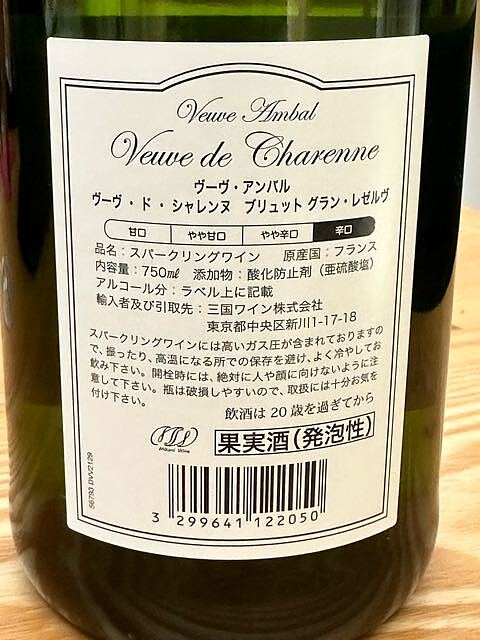 Veuve Ambal
Veuve de Charenne
ヴーヴ・アンバル
ヴーヴ・ド・シャレンヌ ブリュット グラン・レゼルヴ
甘口 やや甘口 やや辛口 辛口
品名：スパークリングワイン 原産国：フランス
内容量：750㎖ 添加物：酸化防止剤（亜硫酸塩）
アルコール分：ラベル上に記載
輸入者及び引取先：三国ワイン株式会社
東京都中央区新川1-17-18
スパークリングワインには高いガス圧が含まれておりますの
で、振ったり、高温になる所での保存を避け、よく冷やしてお
飲み下さい。開栓時には、絶対に人や顔に向けないように注
意して下さい。瓶は破損しやすいので、取扱には十分お気を
付け下さい。
飲酒は20歳を過ぎてから
Mikuni Wine
果実酒（発泡性）
3 299641 122050